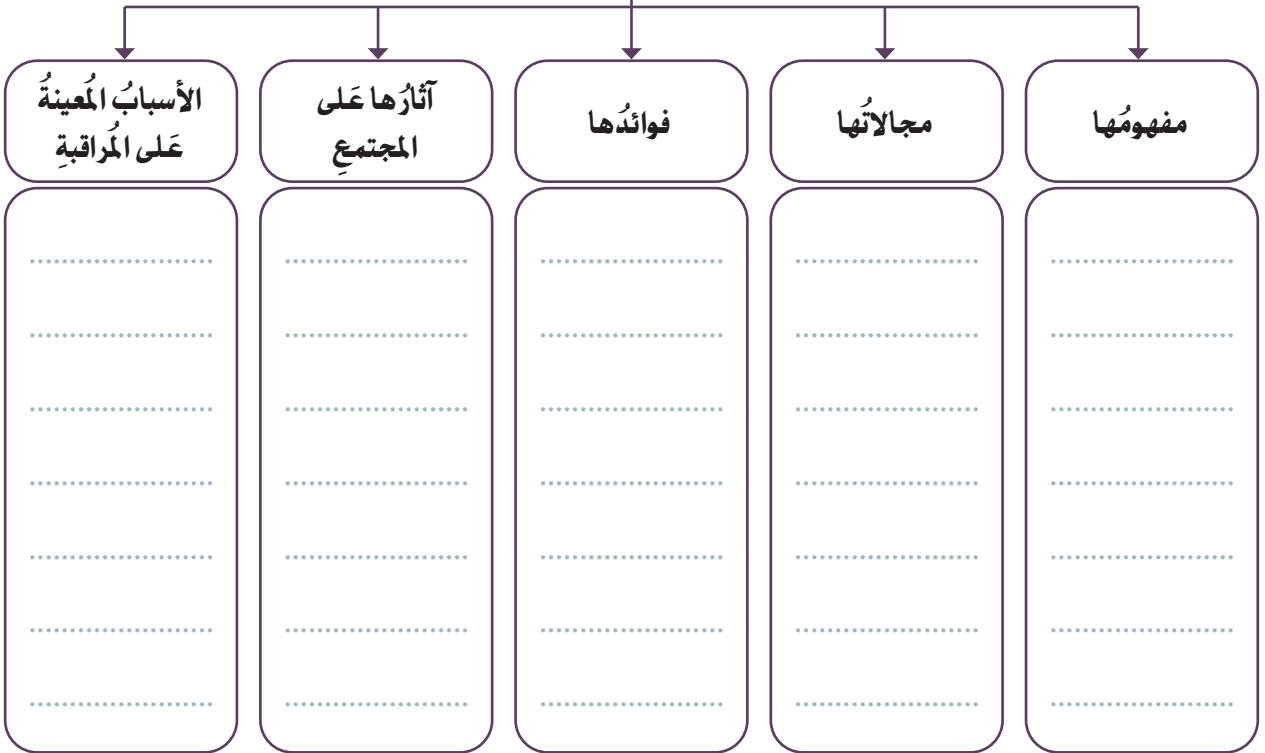 مفهومُها
مجالاتُها
فوائدُها
آثارُها عَلى
المجتمعِ
الأسبابُ المُعينةُ
عَلى المُراقبةِ